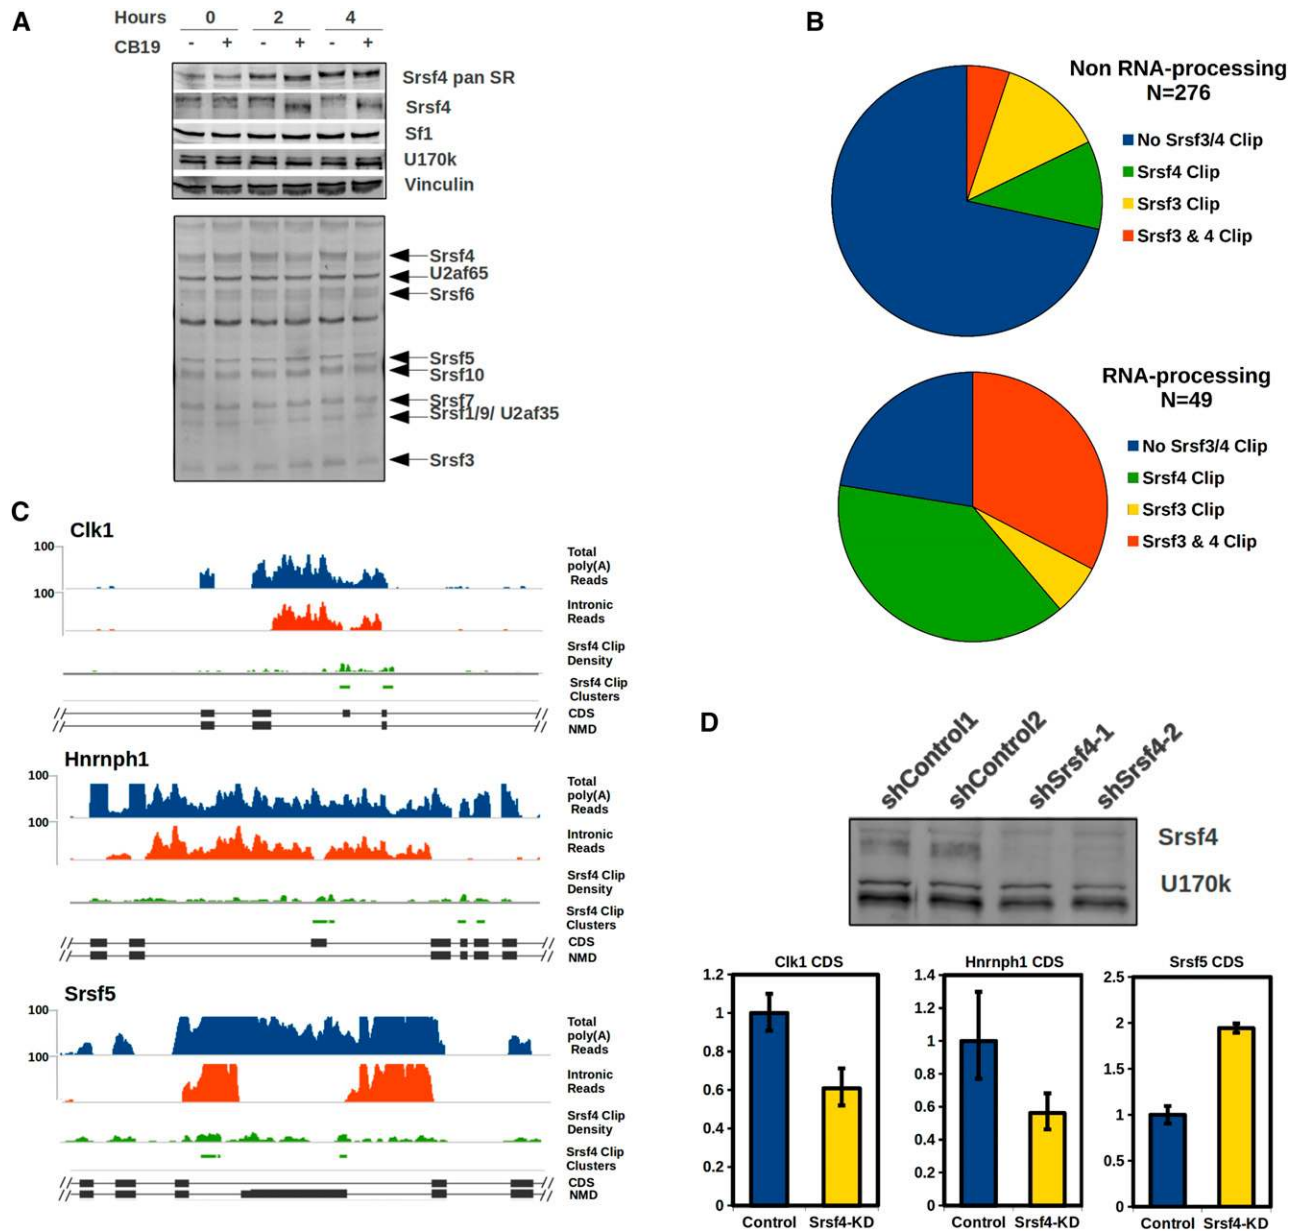 A
Hours 0 2 4
CB19 - + - + - +
Srsf4 pan SR
Srsf4
Sf1
U170k
Vinculin
Srsf4
U2af65
Srsf6
Srsf5
Srsf10
Srsf7
Srsf1/9/ U2af35
Srsf3
B
Non RNA-processing
N=276
No Srsf3/4 Clip
Srsf4 Clip
Srsf3 Clip
Srsf3 & 4 Clip
RNA-processing
N=49
No Srsf3/4 Clip
Srsf4 Clip
Srsf3 Clip
Srsf3 & 4 Clip
C
Clk1
100
Total
poly(A)
Reads
100
Intronic
Reads
Srsf4 Clip
Density
Srsf4 Clip
Clusters
CDS
NMD
Hnrnph1
100
Total
poly(A)
Reads
100
Intronic
Reads
Srsf4 Clip
Density
Srsf4 Clip
Clusters
CDS
NMD
Srsf5
100
Total
poly(A)
Reads
100
Intronic
Reads
Srsf4 Clip
Density
Srsf4 Clip
Clusters
CDS
NMD
D
shControl1
shControl2
shSrsf4-1
shSrsf4-2
Srsf4
U170k
Clk1 CDS
1.2
1
0.8
0.6
0.4
0.2
0
Control Srsf4-KD
Hnrnph1 CDS
1.4
1.2
1
0.8
0.6
0.4
0.2
0
Control Srsf4-KD
Srsf5 CDS
2.5
2
1.5
1
0.5
0
Control Srsf4-KD